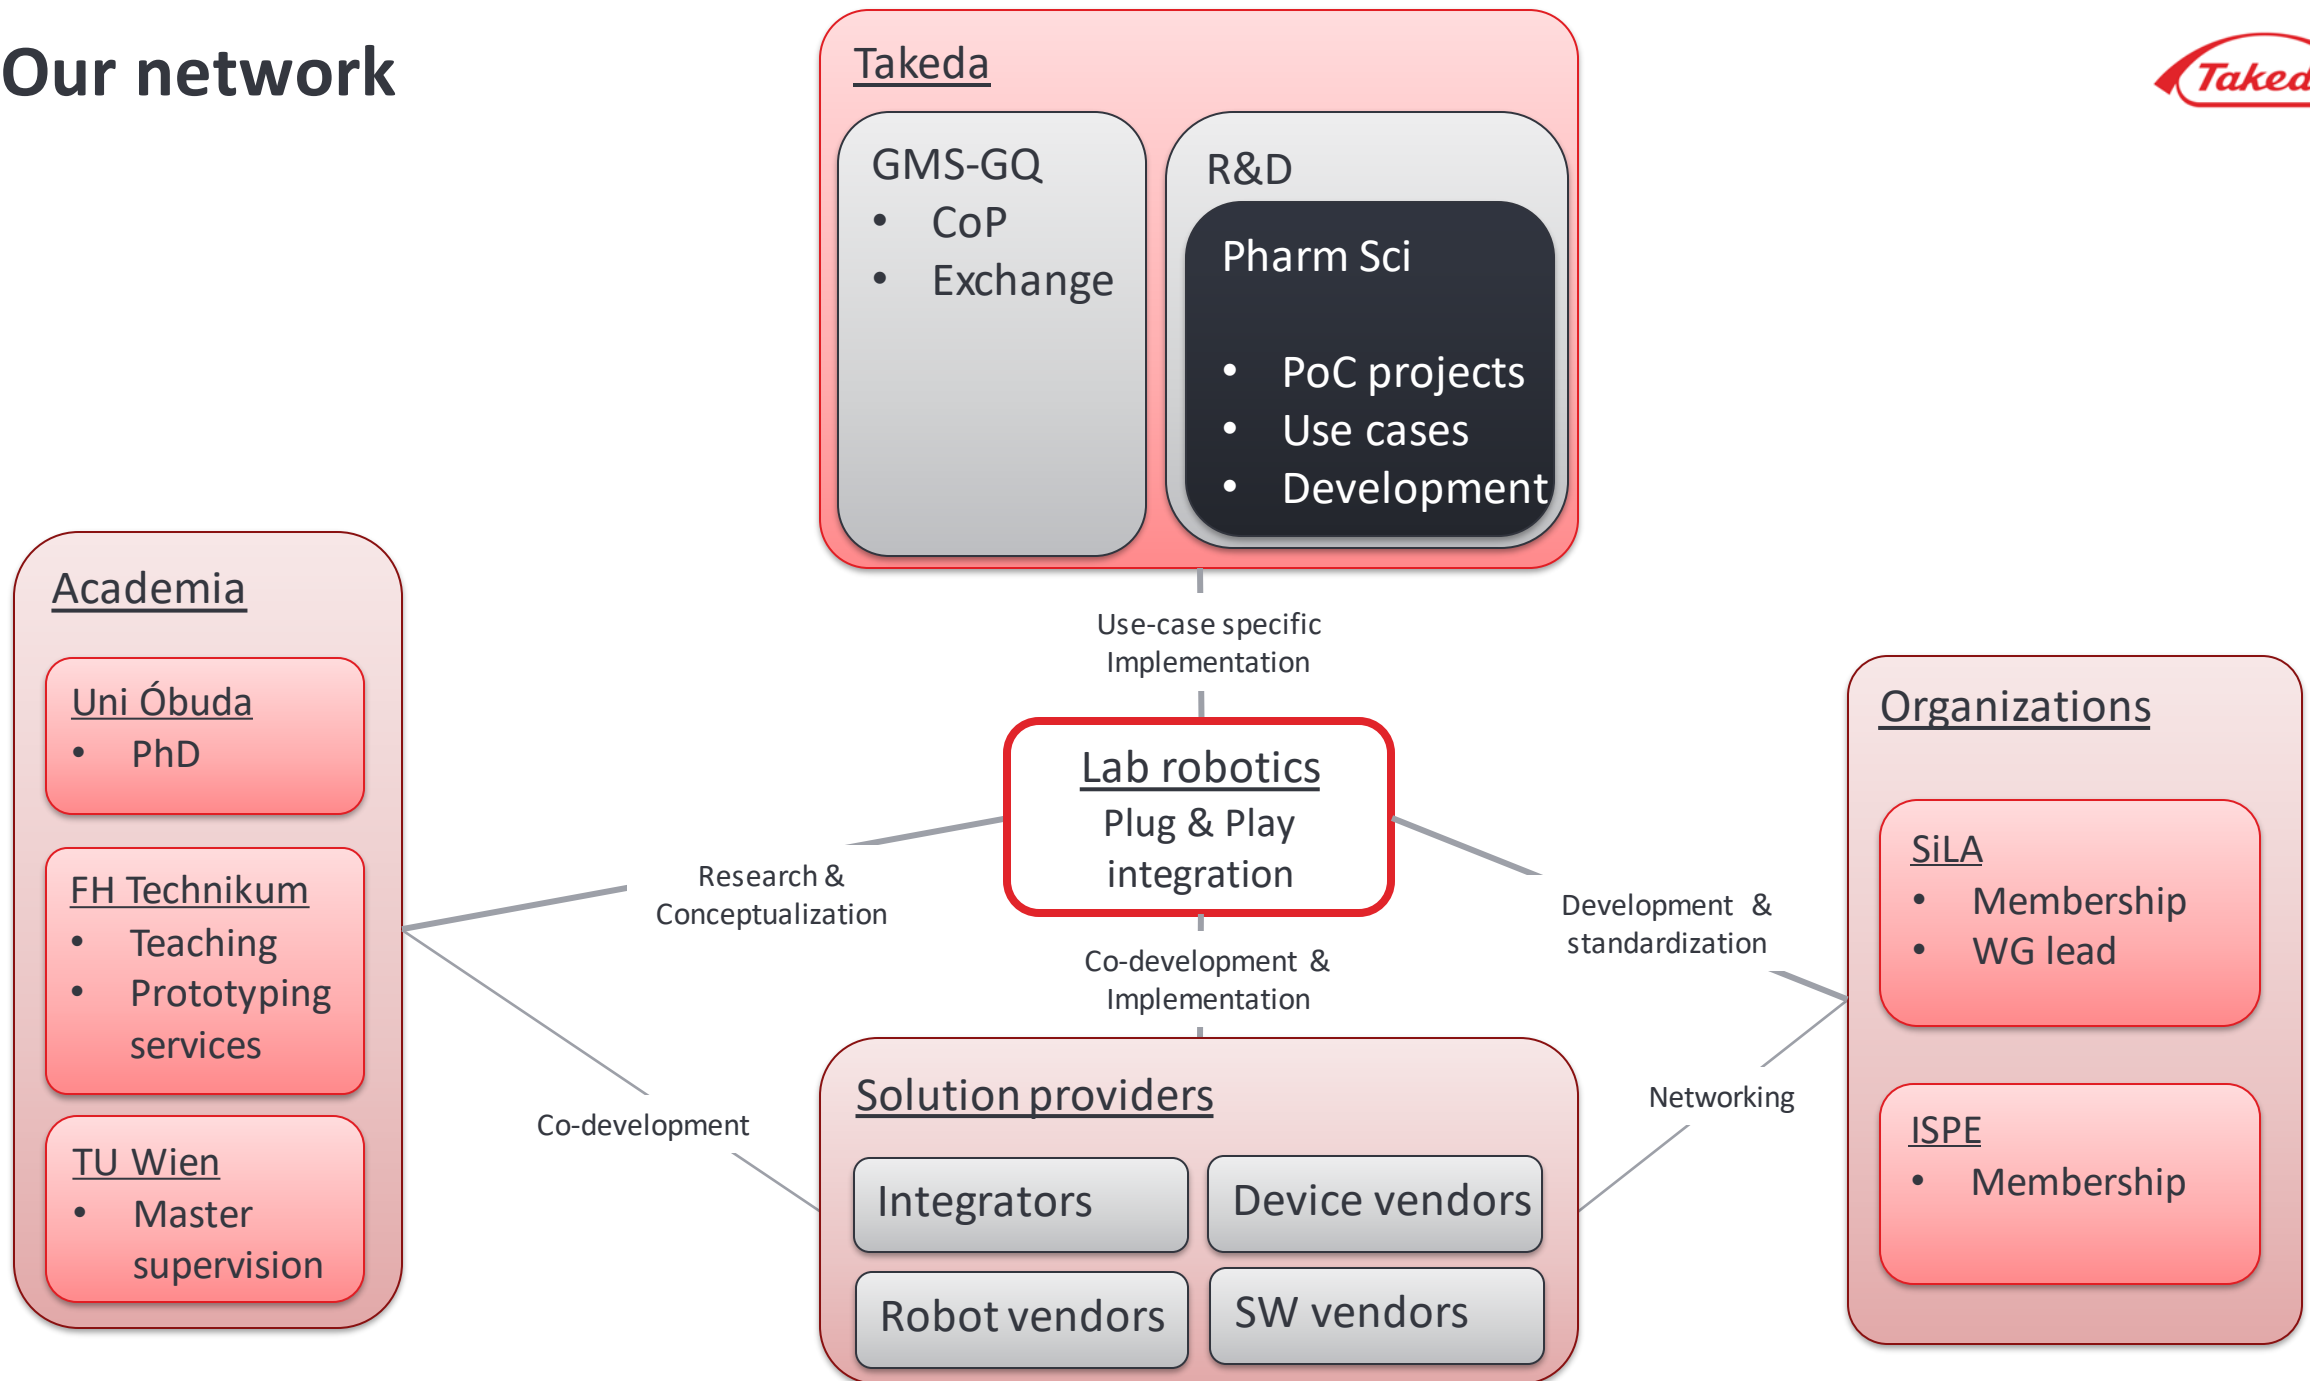 Our network
Takeda
Takeda
GMS-GQ
• CoP
• Exchange
R&D
Pharm Sci
• PoC projects
• Use cases
• Development
Use-case specific
Implementation
Academia
Uni Óbuda
• PhD
FH Technikum
• Teaching
• Prototyping
services
TU Wien
• Master
supervision
Lab robotics
Plug & Play
integration
Research &
Conceptualization
Co-development &
Implementation
Development &
standardization
Co-development
Networking
Solution providers
Integrators
Device vendors
Robot vendors
SW vendors
Organizations
SiLA
• Membership
• WG lead
ISPE
• Membership